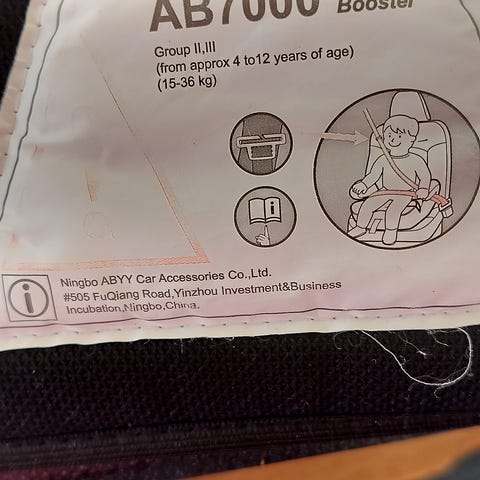 AB7000 Booster
Group II,III
(from approx 4 to12 years of age)
(15-36 kg)
Ningbo ABYY Car Accessories Co.,Ltd.
#505 FuQiang Road,Yinzhou Investment&Business
Incubation,Ningbo,China.